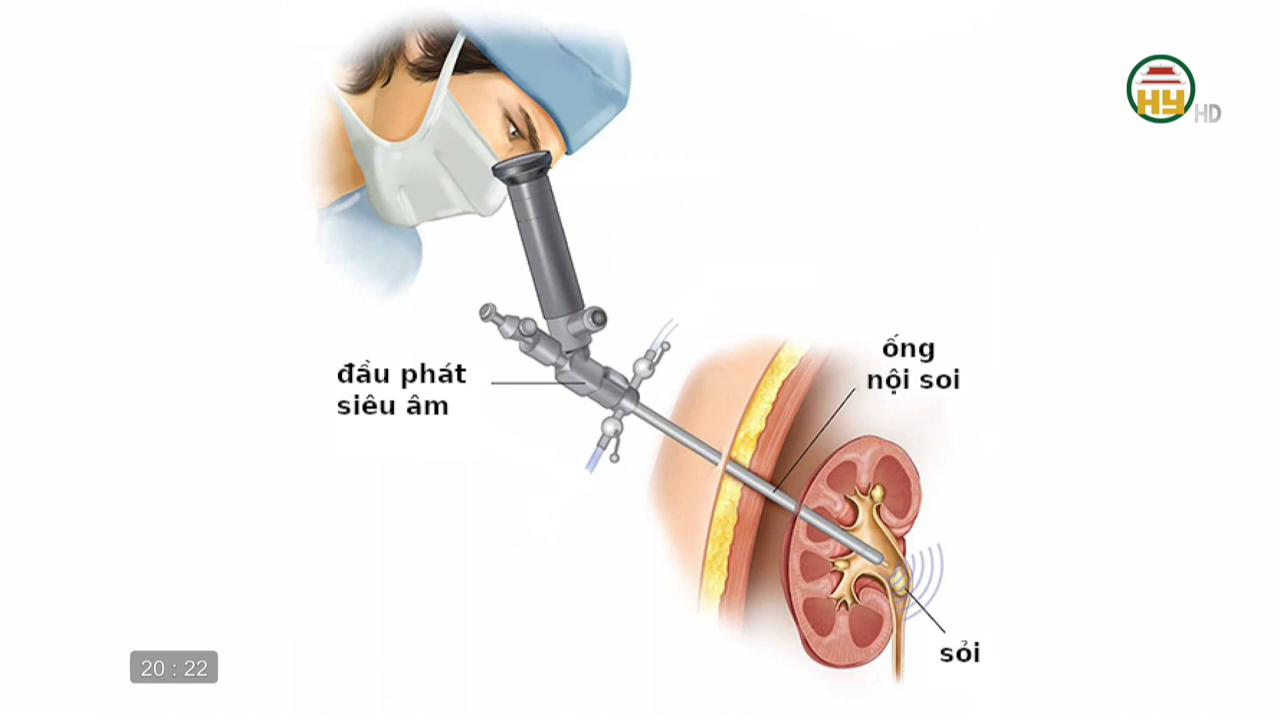 HY HD
ống
nội soi
đầu phát
siêu âm
sỏi
20 : 22